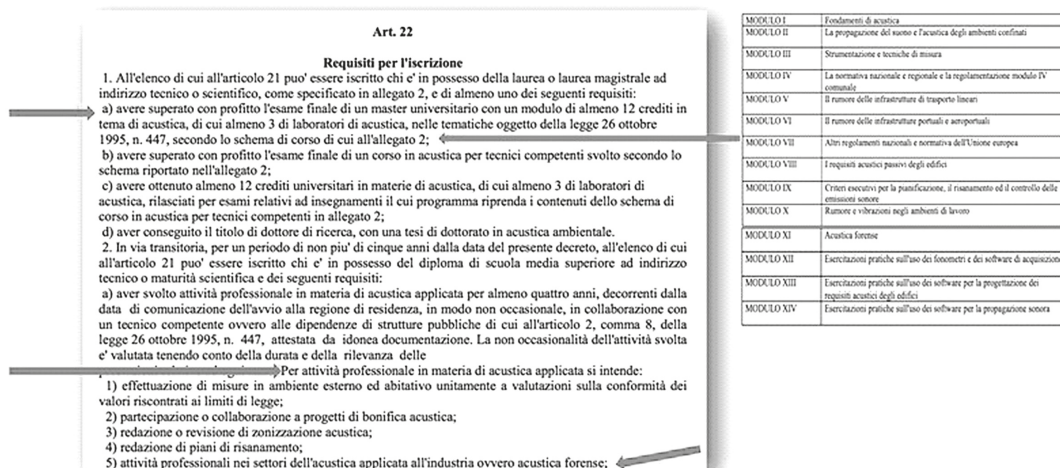 Art. 22
Requisiti per l'iscrizione
1. All'elenco di cui all'articolo 21 puo' essere iscritto chi e' in possesso della laurea o laurea magistrale ad
indirizzo tecnico o scientifico, come specificato in allegato 2, e di almeno uno dei seguenti requisiti:
a) avere superato con profitto l'esame finale di un master universitario con un modulo di almeno 12 crediti in
tema di acustica, di cui almeno 3 di laboratori di acustica, nelle tematiche oggetto della legge 26 ottobre
1995, n. 447, secondo lo schema di corso di cui all'allegato 2;
b) avere superato con profitto l'esame finale di un corso in acustica per tecnici competenti svolto secondo lo
schema riportato nell'allegato 2;
c) avere ottenuto almeno 12 crediti universitari in materie di acustica, di cui almeno 3 di laboratori di
acustica, rilasciati per esami relativi ad insegnamenti il cui programma riprenda i contenuti dello schema di
corso in acustica per tecnici competenti in allegato 2;
d) aver conseguito il titolo di dottore di ricerca, con una tesi di dottorato in acustica ambientale.
2. In via transitoria, per un periodo di non piu' di cinque anni dalla data del presente decreto, all'elenco di cui
all'articolo 21 puo' essere iscritto chi e' in possesso del diploma di scuola media superiore ad indirizzo
tecnico o maturità scientifica e dei seguenti requisiti:
a) aver svolto attività professionale in materia di acustica applicata per almeno quattro anni, decorrenti dalla
data di comunicazione dell'avvio alla regione di residenza, in modo non occasionale, in collaborazione con
un tecnico competente ovvero alle dipendenze di strutture pubbliche di cui all'articolo 2, comma 8, della
legge 26 ottobre 1995, n. 447, attestata da idonea documentazione. La non occasionalità dell'attività svolta
e' valutata tenendo conto della durata e della rilevanza delle
Per attività professionale in materia di acustica applicata si intende:
1) effettuazione di misure in ambiente esterno ed abitativo unitamente a valutazioni sulla conformità dei
valori riscontrati ai limiti di legge;
2) partecipazione o collaborazione a progetti di bonifica acustica;
3) redazione o revisione di zonizzazione acustica;
4) redazione di piani di risanamento;
5) attività professionali nei settori dell'acustica applicata all'industria ovvero acustica forense;
MODULO I Fondamenti di acustica
MODULO II La propagazione del suono e l'acustica degli ambienti confinati
MODULO III Strumentazione e tecniche di misura
MODULO IV La normativa nazionale e regionale e la regolamentazione modulo IV
comunale
MODULO V Il rumore delle infrastrutture di trasporto lineari
MODULO VI Il rumore delle infrastrutture portuali e aeroportuali
MODULO VII Altri regolamenti nazionali e normativa dell'Unione europea
MODULO VIII I requisiti acustici passivi degli edifici
MODULO IX Criteri esecutivi per la pianificazione, il risanamento ed il controllo delle
emissioni sonore
MODULO X Rumore e vibrazioni negli ambienti di lavoro
MODULO XI Acustica forense
MODULO XII Esercitazioni pratiche sull'uso dei fonometri e dei software di acquisizione
MODULO XIII Esercitazioni pratiche sull'uso dei software per la progettazione dei
requisiti acustici degli edifici
MODULO XIV Esercitazioni pratiche sull'uso dei software per la propagazione sonora